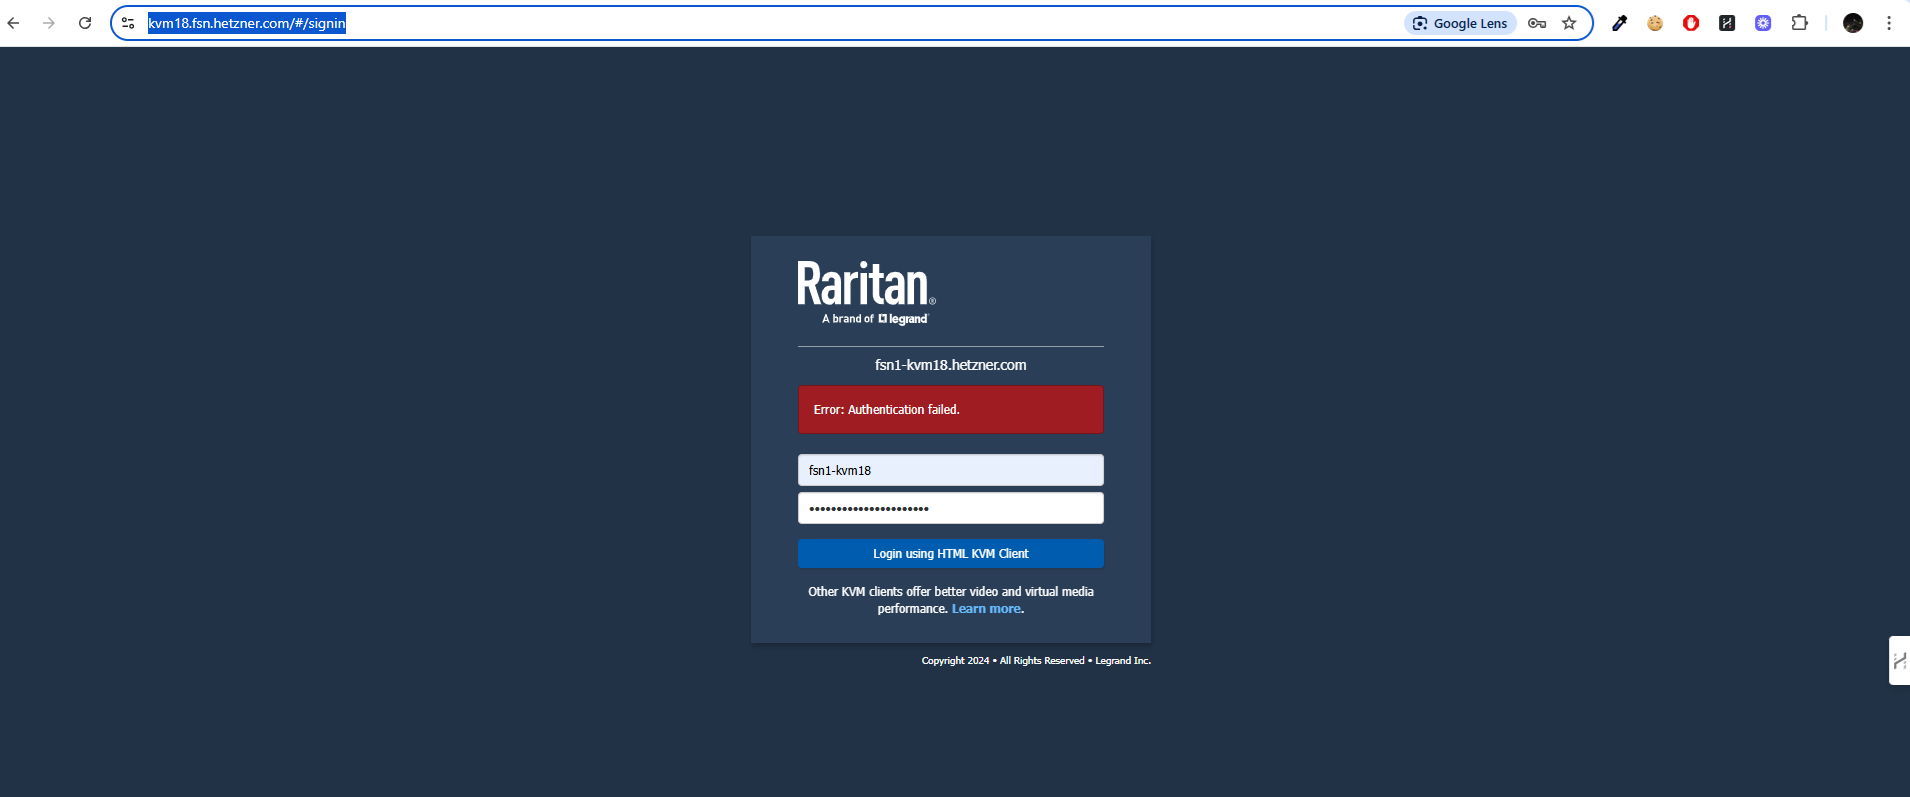 kvm18.fsn.hetzner.com/#/signin
Google Lens
Raritan®
A brand of legrand®
fsn1-kvm18.hetzner.com
Error: Authentication failed.
fsn1-kvm18
••••••••••••••••••••••
Login using HTML KVM Client
Other KVM clients offer better video and virtual media
performance. Learn more.
Copyright 2024 • All Rights Reserved • Legrand Inc.